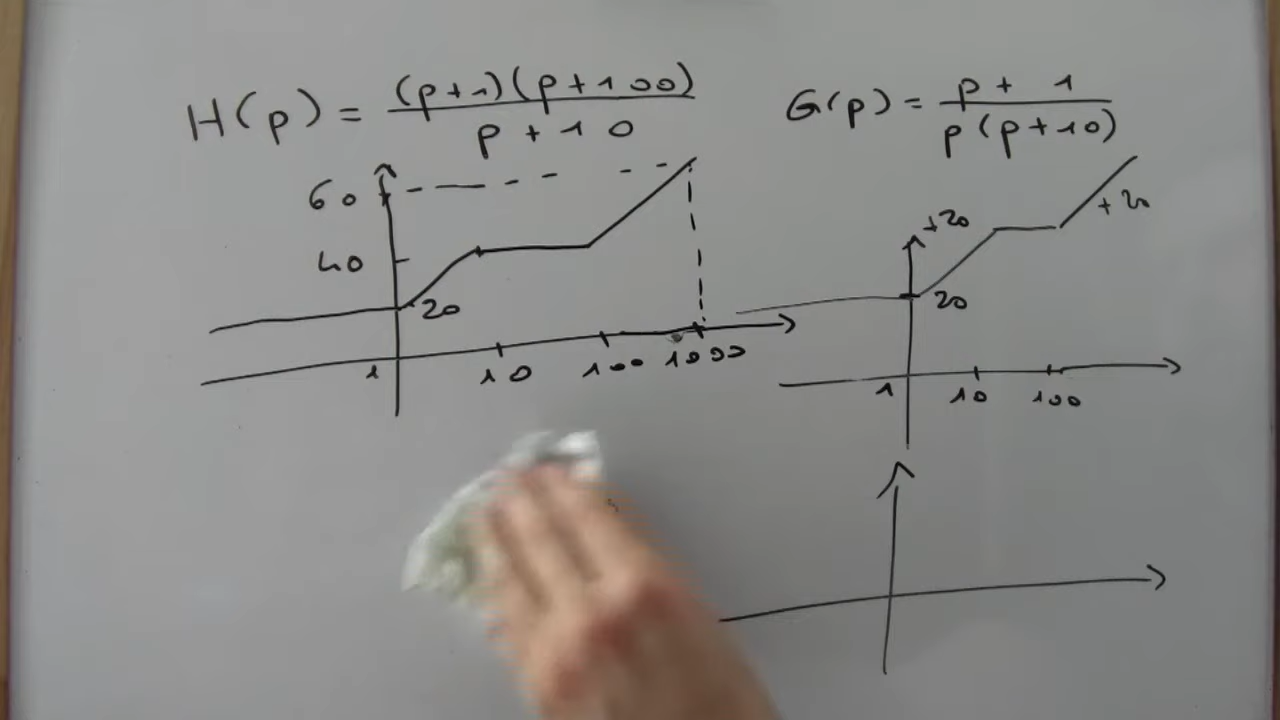 H(p) = (p+1)(p+100)
p + 10
60
40
20
1 10 100 1000
G(p) = p + 1
p(p+10)
+20
+20
20
1 10 100